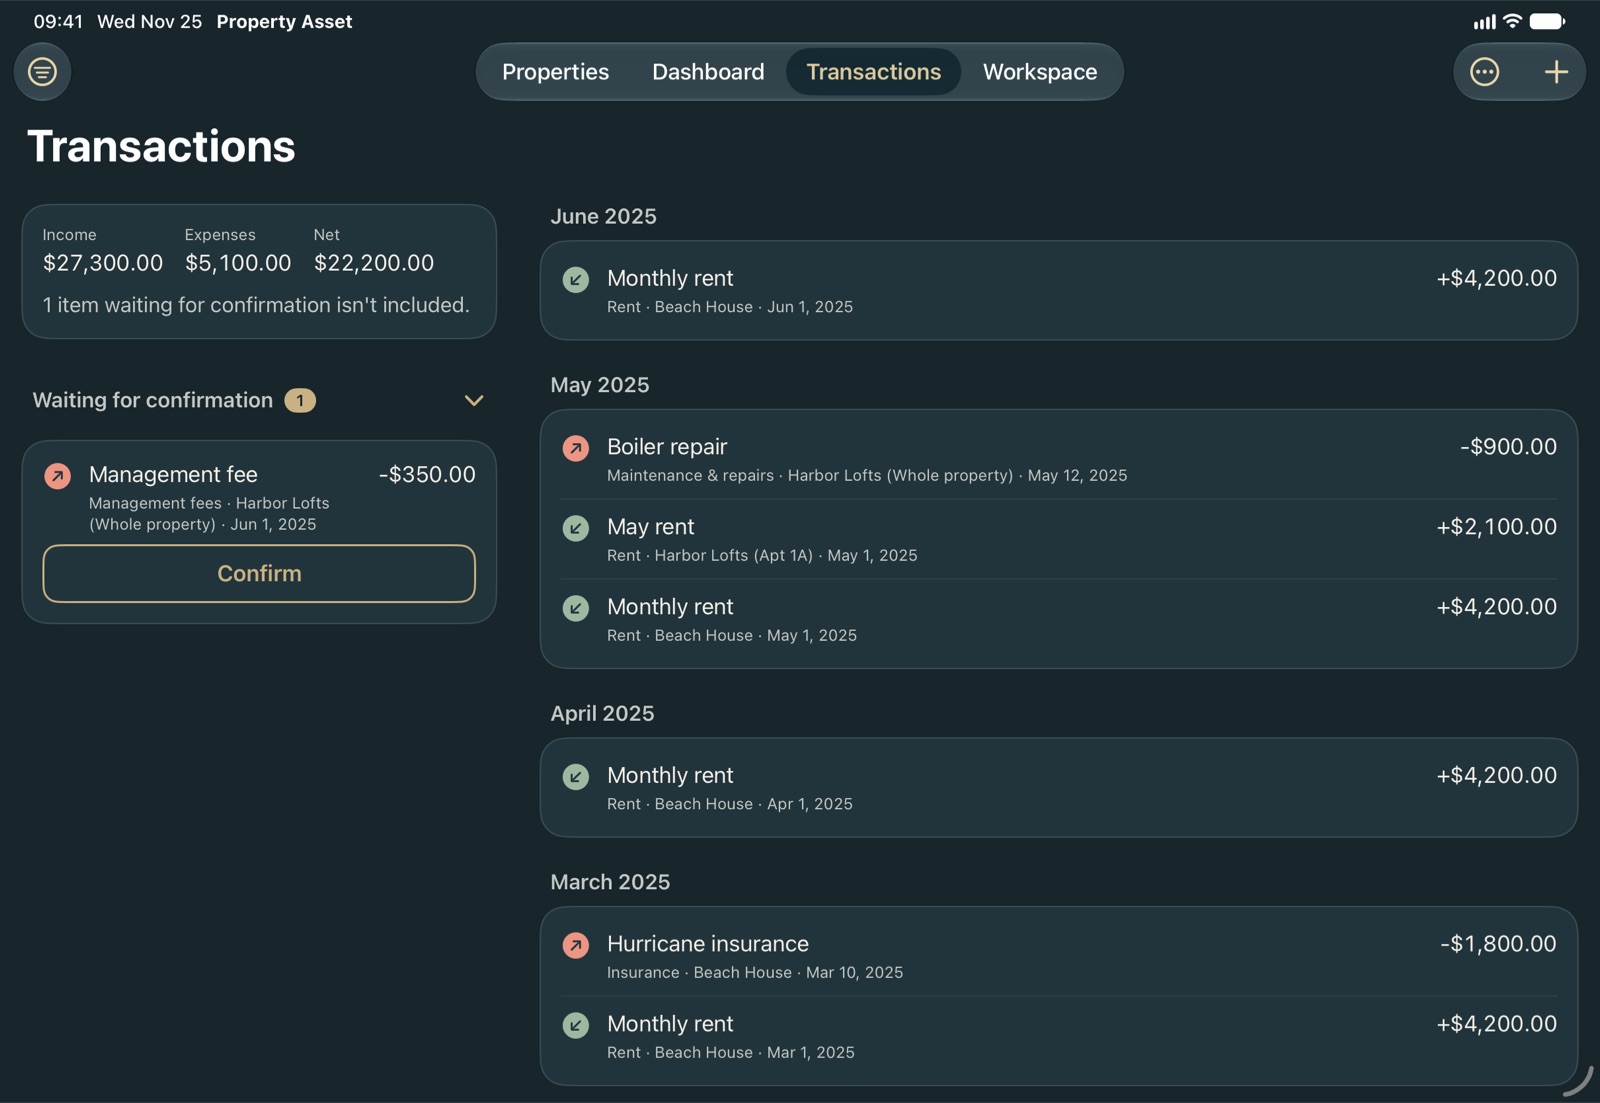 09:41 Wed Nov 25 Property Asset
Properties Dashboard Transactions Workspace
Transactions
Income Expenses Net
$27,300.00 $5,100.00 $22,200.00
1 item waiting for confirmation isn't included.
Waiting for confirmation 1
Management fee -$350.00
Management fees · Harbor Lofts
(Whole property) · Jun 1, 2025
Confirm
June 2025
Monthly rent +$4,200.00
Rent · Beach House · Jun 1, 2025
May 2025
Boiler repair -$900.00
Maintenance & repairs · Harbor Lofts (Whole property) · May 12, 2025
May rent +$2,100.00
Rent · Harbor Lofts (Apt 1A) · May 1, 2025
Monthly rent +$4,200.00
Rent · Beach House · May 1, 2025
April 2025
Monthly rent +$4,200.00
Rent · Beach House · Apr 1, 2025
March 2025
Hurricane insurance -$1,800.00
Insurance · Beach House · Mar 10, 2025
Monthly rent +$4,200.00
Rent · Beach House · Mar 1, 2025